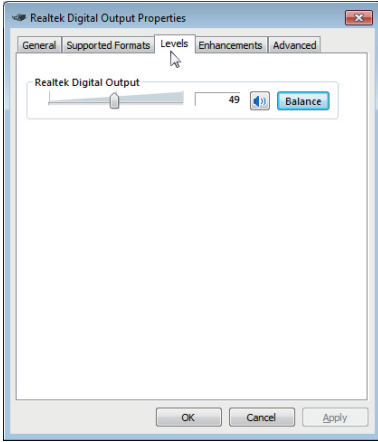 Realtek Digital Output Properties
General Supported Formats Levels Enhancements Advanced
Realtek Digital Output
49 Balance
OK Cancel Apply